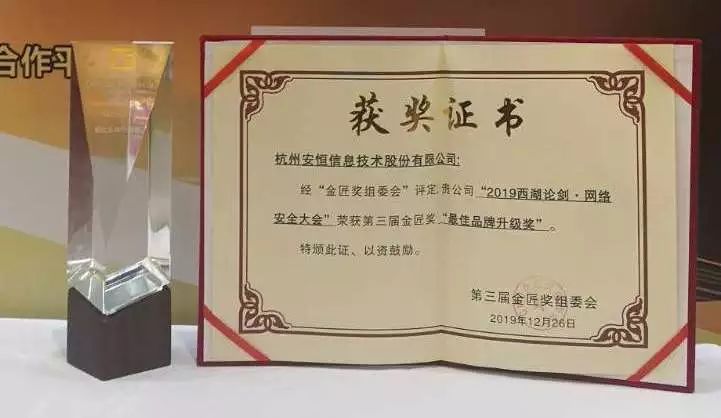 合作平
获奖证书
杭州安恒信息技术股份有限公司:
经“金匠奖组委会”评定,贵公司“2019西湖论剑·网络
安全大会”荣获第三届金匠奖“最佳品牌升级奖”。
特颁此证、以资鼓励。
第三届金匠奖组委会
2019年12月26日